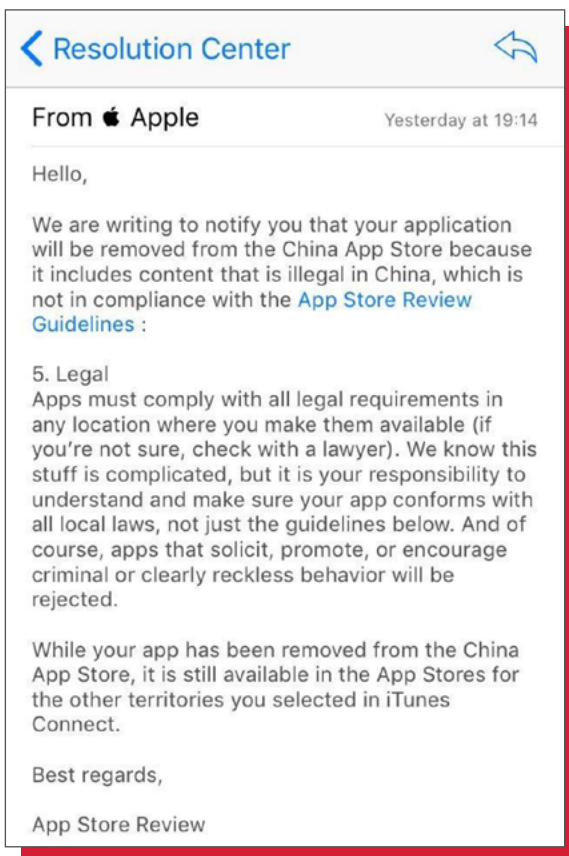 Resolution Center
From Apple
Yesterday at 19:14
Hello,
We are writing to notify you that your application
will be removed from the China App Store because
it includes content that is illegal in China, which is
not in compliance with the App Store Review
Guidelines :
5. Legal
Apps must comply with all legal requirements in
any location where you make them available (if
you're not sure, check with a lawyer). We know this
stuff is complicated, but it is your responsibility to
understand and make sure your app conforms with
all local laws, not just the guidelines below. And of
course, apps that solicit, promote, or encourage
criminal or clearly reckless behavior will be
rejected.
While your app has been removed from the China
App Store, it is still available in the App Stores for
the other territories you selected in iTunes
Connect.
Best regards,
App Store Review